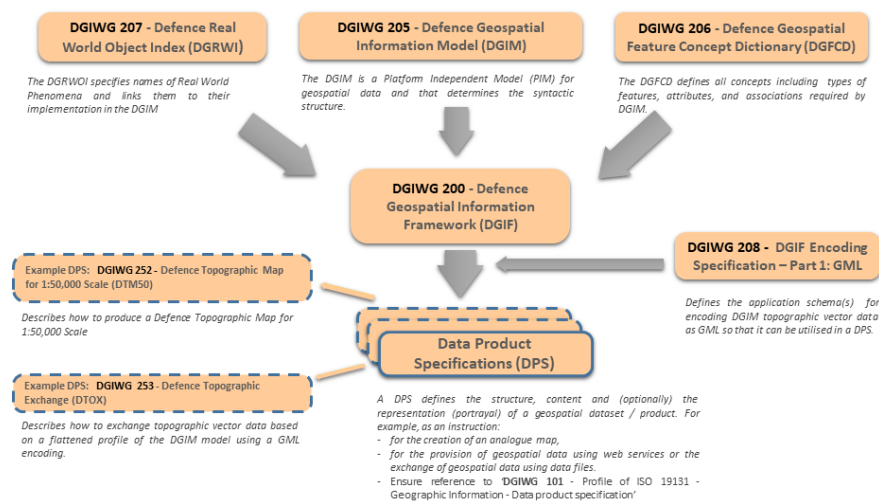 DGIWG 207 - Defence Real
World Object Index (DGRWI)
The DGRWOI specifies names of Real World
Phenomena and links them to their
implementation in the DGIM
DGIWG 205 - Defence Geospatial
Information Model (DGIM)
The DGIM is a Platform Independent Model (PIM) for
geospatial data and that determines the syntactic
structure.
DGIWG 206 - Defence Geospatial
Feature Concept Dictionary (DGFCD)
The DGFCD defines all concepts including types of
features, attributes, and associations required by
DGIM.
DGIWG 200 - Defence
Geospatial Information
Framework (DGIF)
DGIWG 208 - DGIF Encoding
Specification – Part 1: GML
Defines the application schema(s) for
encoding DGIM topographic vector data
as GML so that it can be utilised in a DPS.
Example DPS: DGIWG 252 - Defence Topographic Map
for 1:50,000 Scale (DTM50)
Describes how to produce a Defence Topographic Map for
1:50,000 Scale
Data Product
Specifications (DPS)
Example DPS: DGIWG 253 - Defence Topographic
Exchange (DTOX)
Describes how to exchange topographic vector data
based on a flattened profile of the DGIM model using a GML
encoding.
A DPS defines the structure, content and (optionally) the
representation (portrayal) of a geospatial dataset / product. For
example, as an instruction:
- for the creation of an analogue map,
- for the provision of geospatial data using web services or the
exchange of geospatial data using data files.
- Ensure reference to 'DGIWG 101 - Profile of ISO 19131 -
Geographic Information - Data product specification'